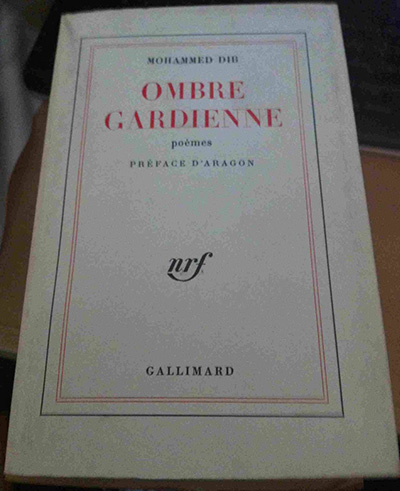 MOHAMMED DIB
OMBRE
GARDIENNE
poèmes
PRÉFACE D'ARAGON
nrf
GALLIMARD